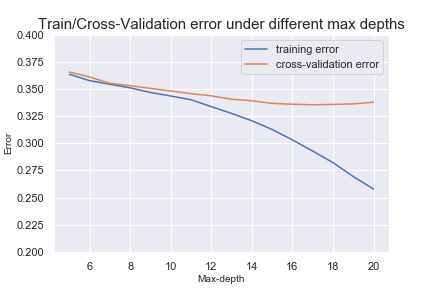 Train/Cross-Validation error under different max depths
training error
cross-validation error
0.400
0.375
0.350
0.325
0.300
0.275
0.250
0.225
0.200
Error
6 8 10 12 14 16 18 20
Max-depth